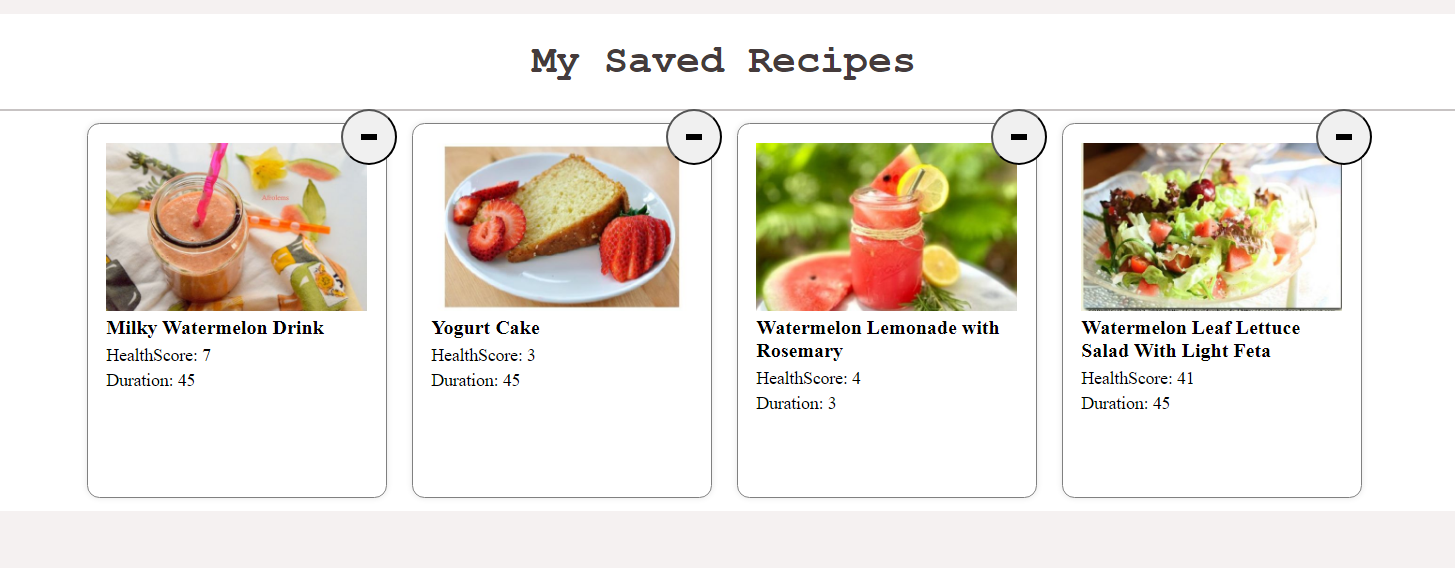 My Saved Recipes
Milky Watermelon Drink
HealthScore: 7
Duration: 45
Yogurt Cake
HealthScore: 3
Duration: 45
Watermelon Lemonade with
Rosemary
HealthScore: 4
Duration: 3
Watermelon Leaf Lettuce
Salad With Light Feta
HealthScore: 41
Duration: 45